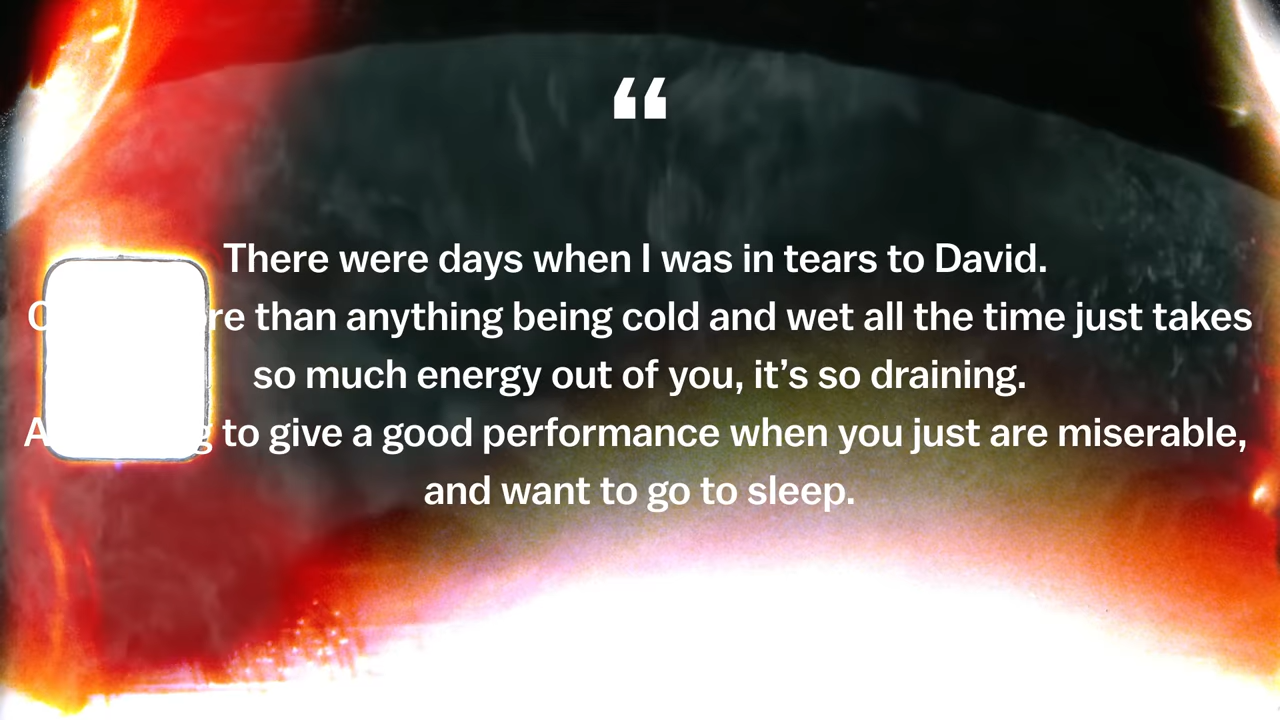 “
There were days when I was in tears to David.
than anything being cold and wet all the time just takes
so much energy out of you, it’s so draining.
to give a good performance when you just are miserable,
and want to go to sleep.